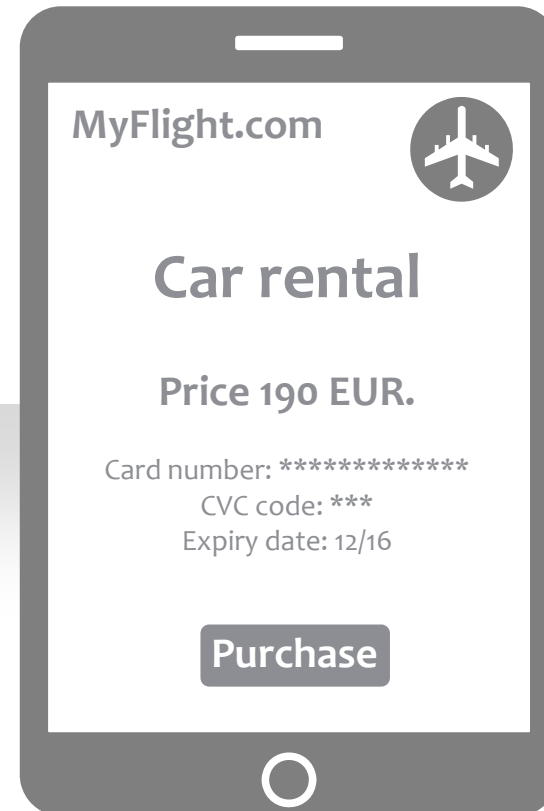 MyFlight.com
Car rental
Price 190 EUR.
Card number: *************
CVC code: ***
Expiry date: 12/16
Purchase